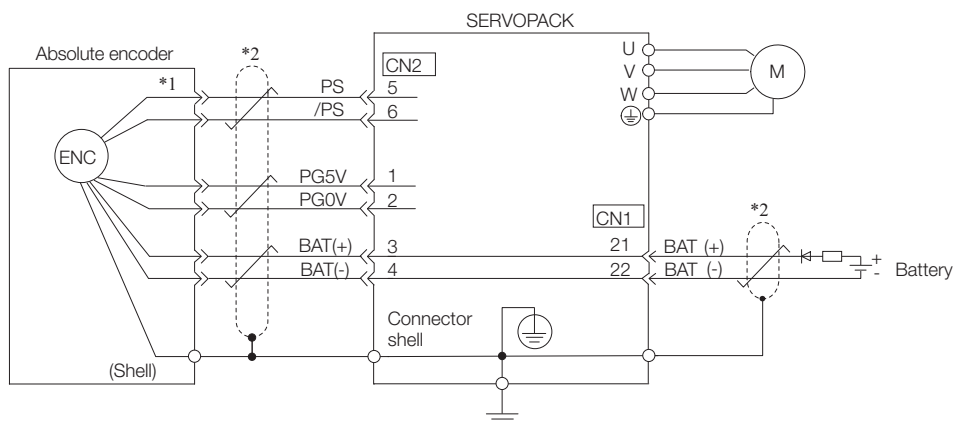 SERVOPACK
Absolute encoder
*2
CN2
U
V
W
M
*1
PS
5
/PS
6
ENC
PG5V
1
PG0V
2
CN1
*2
BAT(+)
3
21
BAT (+)
BAT(-)
4
22
BAT (-)
+
-
Battery
Connector
shell
(Shell)